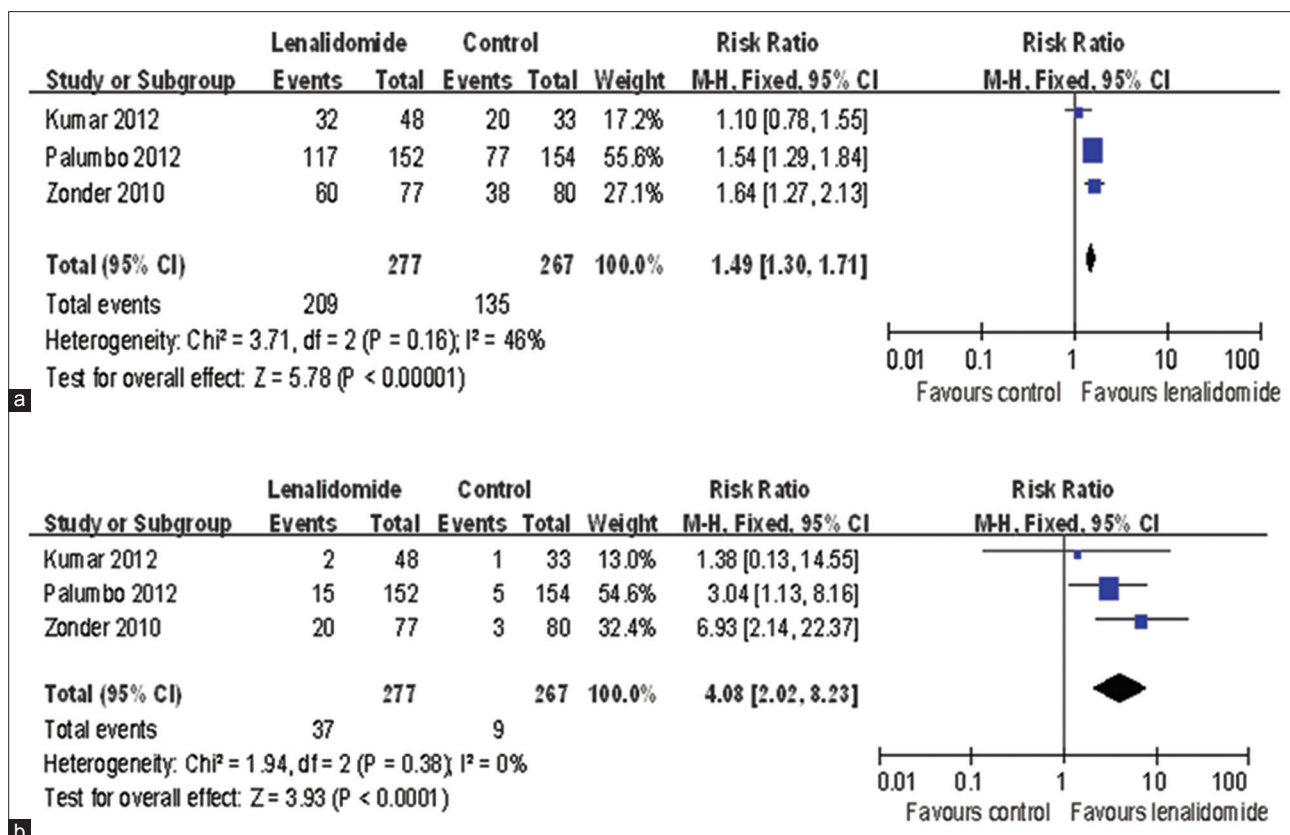 Lenalidomide Control Risk Ratio Risk Ratio
Study or Subgroup Events Total Events Total Weight M-H, Fixed, 95% CI M-H, Fixed, 95% CI
Kumar 2012 32 48 20 33 17.2% 1.10 [0.78, 1.55]
Palumbo 2012 117 152 77 154 55.6% 1.54 [1.29, 1.84]
Zonder 2010 60 77 38 80 27.1% 1.64 [1.27, 2.13]
Total (95% CI) 277 267 100.0% 1.49 [1.30, 1.71]
Total events 209 135
Heterogeneity: Chi² = 3.71, df = 2 (P = 0.16); I² = 46%
Test for overall effect: Z = 5.78 (P < 0.00001)
0.01 0.1 1 10 100
Favours control Favours lenalidomide
a
Lenalidomide Control Risk Ratio Risk Ratio
Study or Subgroup Events Total Events Total Weight M-H, Fixed, 95% CI M-H, Fixed, 95% CI
Kumar 2012 2 48 1 33 13.0% 1.38 [0.13, 14.55]
Palumbo 2012 15 152 5 154 54.6% 3.04 [1.13, 8.16]
Zonder 2010 20 77 3 80 32.4% 6.93 [2.14, 22.37]
Total (95% CI) 277 267 100.0% 4.08 [2.02, 8.23]
Total events 37 9
Heterogeneity: Chi² = 1.94, df = 2 (P = 0.38); I² = 0%
Test for overall effect: Z = 3.93 (P < 0.0001)
0.01 0.1 1 10 100
Favours control Favours lenalidomide
b